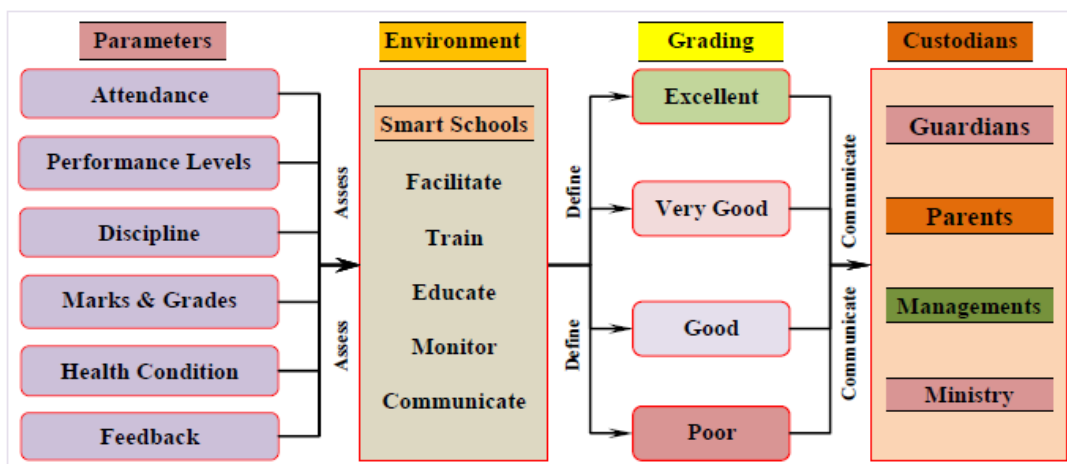 Parameters
Attendance
Performance Levels
Discipline
Marks & Grades
Health Condition
Feedback
Assess
Assess
Environment
Smart Schools
Facilitate
Train
Educate
Monitor
Communicate
Define
Define
Grading
Excellent
Very Good
Good
Poor
Communicate
Communicate
Custodians
Guardians
Parents
Managements
Ministry